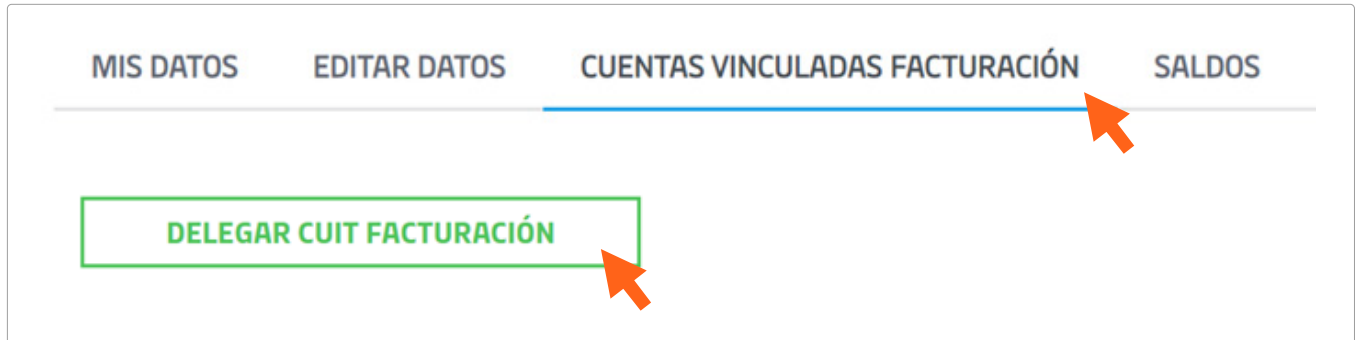 MIS DATOS EDITAR DATOS CUENTAS VINCULADAS FACTURACIÓN SALDOS
DELEGAR CUIT FACTURACIÓN